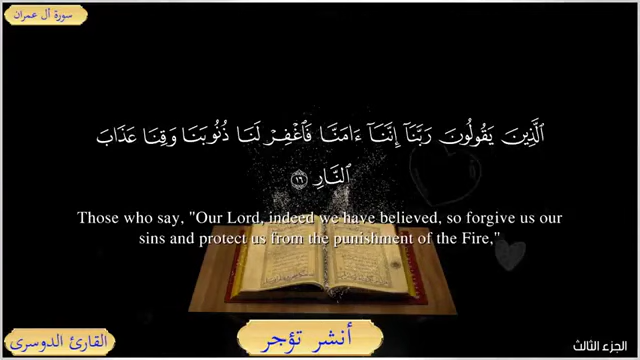 سورة آل عمران
ٱلَّذِينَ يَقُولُونَ رَبَّنَآ إِنَّنَآ ءَامَنَّا فَٱغْفِرْ لَنَا ذُنُوبَنَا وَقِنَا عَذَابَ
ٱلنَّارِ ١٦
Those who say, "Our Lord, indeed we have believed, so forgive us our
sins and protect us from the punishment of the Fire,"
القارئ الدوسرى
أنشر تؤجر
الجزء الثالث